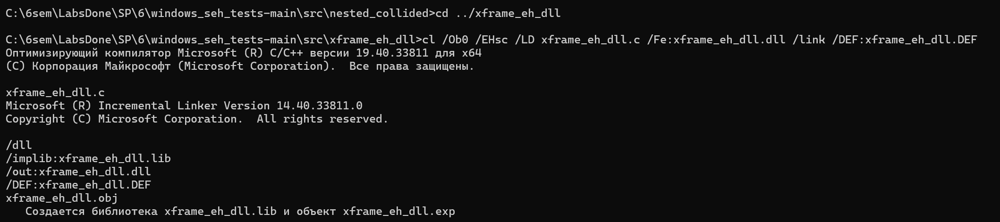 C:\6sem\LabsDone\SP\6\windows_seh_tests-main\src\nested_collided>cd ../xframe_eh_dll
C:\6sem\LabsDone\SP\6\windows_seh_tests-main\src\xframe_eh_dll>cl /Ob0 /EHsc /LD xframe_eh_dll.c /Fe:xframe_eh_dll.dll /link /DEF:xframe_eh_dll.DEF
Оптимизирующий компилятор Microsoft (R) C/C++ версии 19.40.33811 для x64
(C) Корпорация Майкрософт (Microsoft Corporation).  Все права защищены.
xframe_eh_dll.c
Microsoft (R) Incremental Linker Version 14.40.33811.0
Copyright (C) Microsoft Corporation.  All rights reserved.
/dll
/implib:xframe_eh_dll.lib
/out:xframe_eh_dll.dll
/DEF:xframe_eh_dll.DEF
xframe_eh_dll.obj
   Создается библиотека xframe_eh_dll.lib и объект xframe_eh_dll.exp